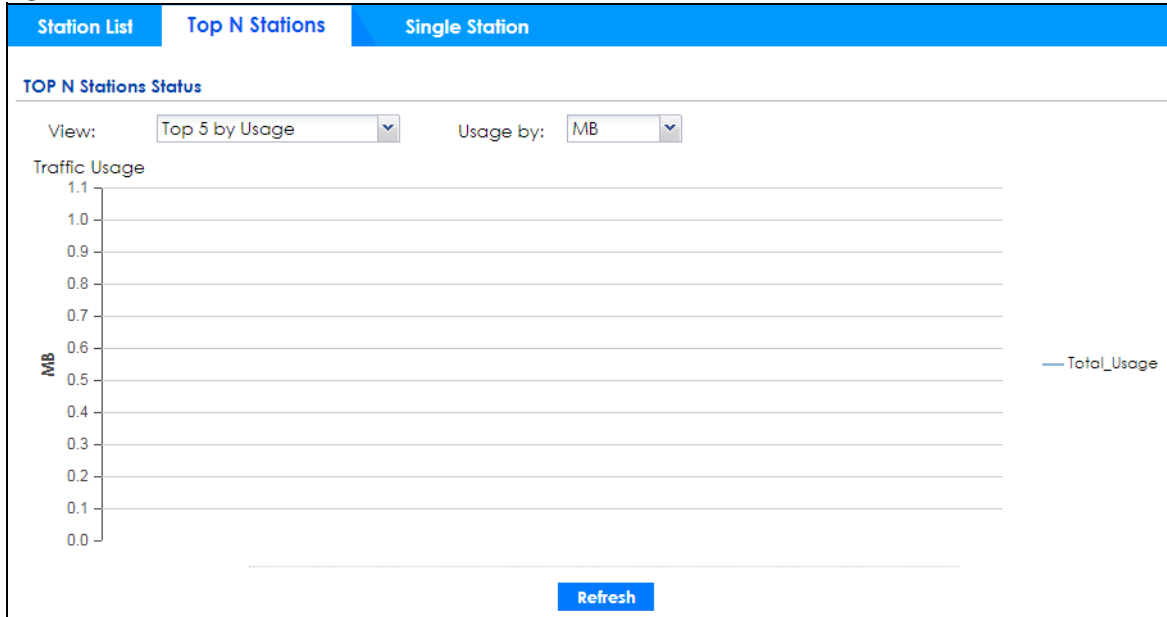 Station List Top N Stations Single Station
TOP N Stations Status
View: Top 5 by Usage Usage by: MB
Traffic Usage
1.1
1.0
0.9
0.8
0.7
0.6
MB
0.5
0.4
0.3
0.2
0.1
0.0
Total_Usage
Refresh